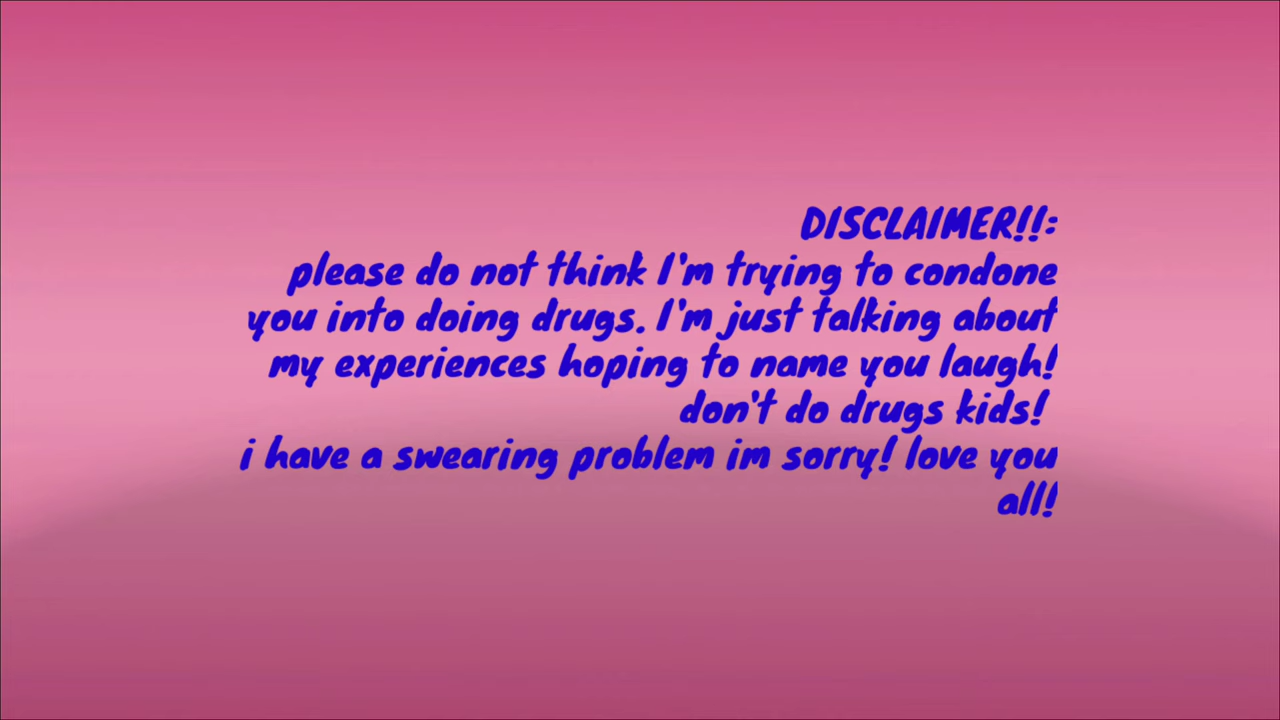 DISCLAIMER!!:
please do not think I'm trying to condone
you into doing drugs. I'm just talking about
my experiences hoping to name you laugh!
don't do drugs kids!
i have a swearing problem im sorry! love you
all!